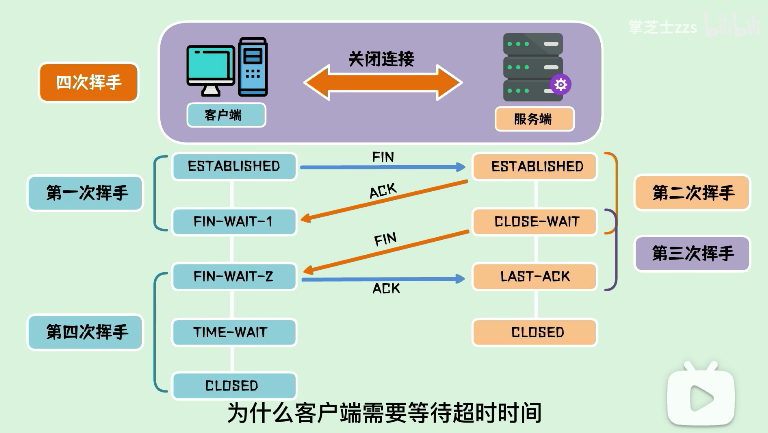 掌芝士zzs bilibili
四次挥手
关闭连接
客户端
服务端
ESTABLISHED
FIN
ESTABLISHED
第一次挥手
ACK
第二次挥手
FIN-WAIT-1
CLOSE-WAIT
FIN
第三次挥手
FIN-WAIT-2
LAST-ACK
ACK
第四次挥手
TIME-WAIT
CLOSED
CLOSED
为什么客户端需要等待超时时间